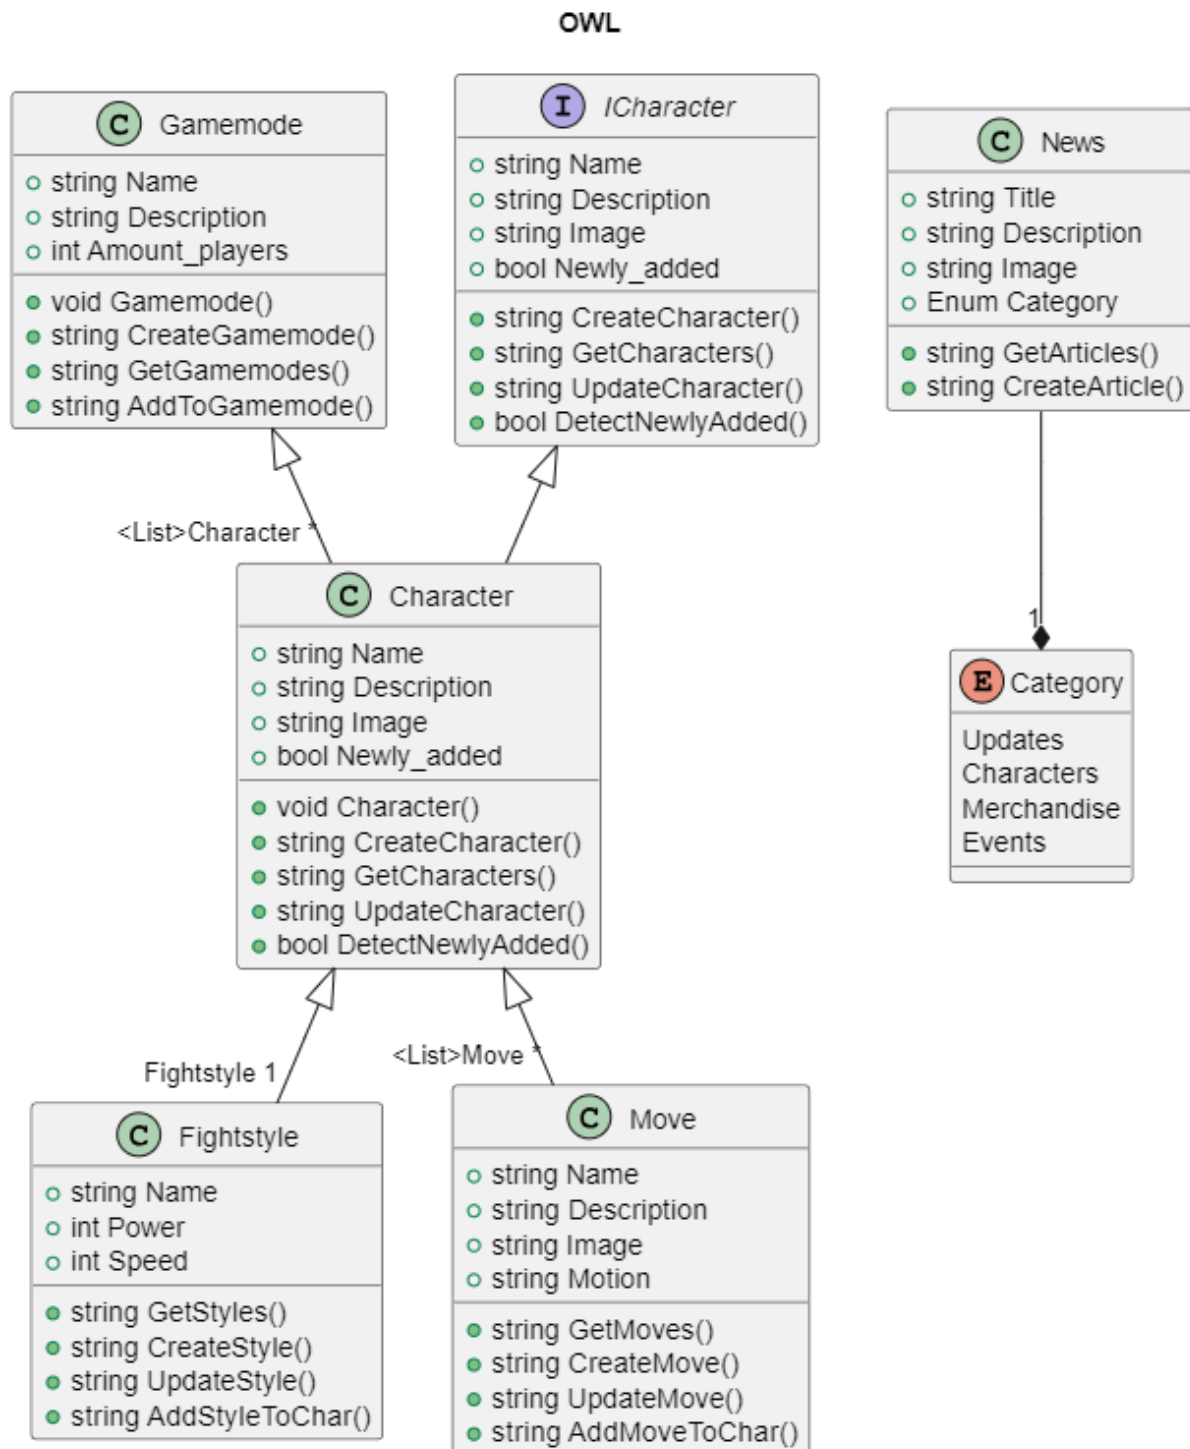 OWL
C Gamemode
string Name
string Description
int Amount_players
void Gamemode()
string CreateGamemode()
string GetGamemodes()
string AddToGamemode()
I ICharacter
string Name
string Description
string Image
bool Newly_added
string CreateCharacter()
string GetCharacters()
string UpdateCharacter()
bool DetectNewlyAdded()
C News
string Title
string Description
string Image
Enum Category
string GetArticles()
string CreateArticle()
<List>Character *
C Character
string Name
string Description
string Image
bool Newly_added
void Character()
string CreateCharacter()
string GetCharacters()
string UpdateCharacter()
bool DetectNewlyAdded()
1
E Category
Updates
Characters
Merchandise
Events
Fightstyle 1
<List>Move *
C Fightstyle
string Name
int Power
int Speed
string GetStyles()
string CreateStyle()
string UpdateStyle()
string AddStyleToChar()
C Move
string Name
string Description
string Image
string Motion
string GetMoves()
string CreateMove()
string UpdateMove()
string AddMoveToChar()